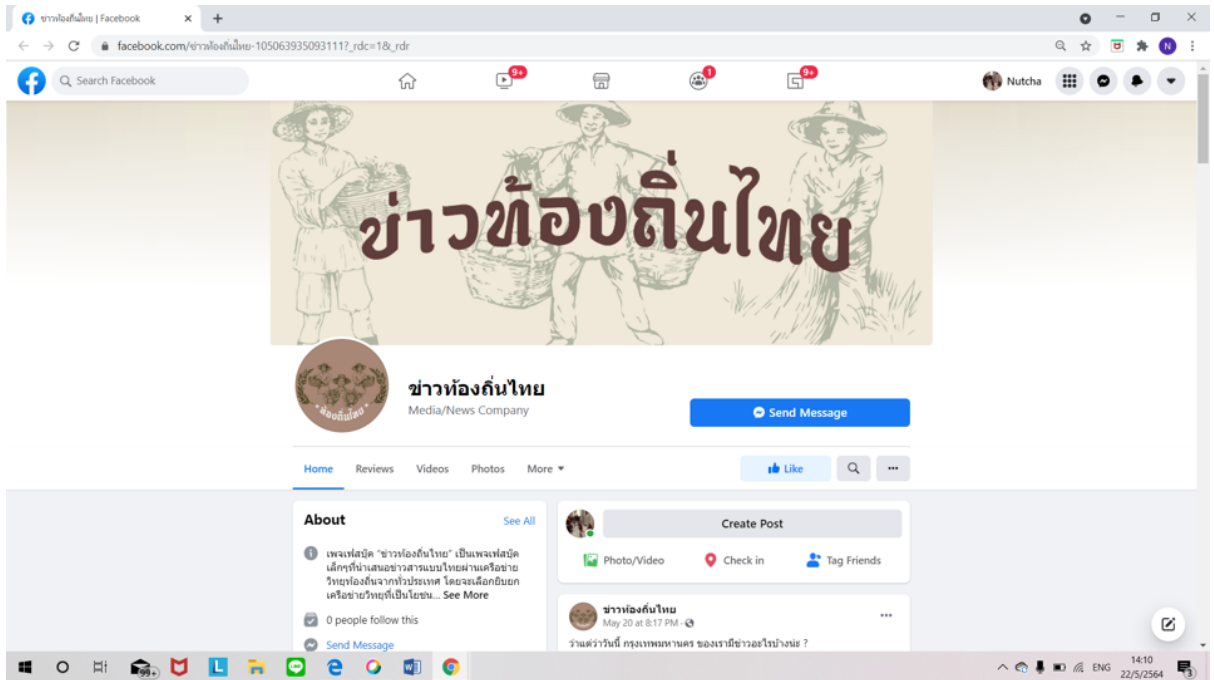 ข่าวท้องถิ่นไทย | Facebook
facebook.com/ข่าวท้องถิ่นไทย-105063935093111?_rdc=1&_rdr
N
Search Facebook
9+
1
9+
Nutcha
ข่าวท้องถิ่นไทย
ท้องถิ่นไทย
ข่าวท้องถิ่นไทย
Media/News Company
Send Message
Home Reviews Videos Photos More
Like
About
See All
เพจเฟสบุ๊ค "ข่าวท้องถิ่นไทย" เป็นเพจเฟสบุ๊ค
เล็กๆที่นำเสนอข่าวสารแบบไทยผ่านเครือข่าย
วิทยุท้องถิ่นจากทั่วประเทศ โดยจะเลือกยิบยก
เครือข่ายวิทยุที่เป็นโยชน... See More
0 people follow this
Send Message
Create Post
Photo/Video Check in Tag Friends
ข่าวท้องถิ่นไทย
May 20 at 8:17 PM
ว่าแต่ว่าวันนี้ กรุงเทพมหานคร ของเรามีข่าวอะไรบ้างน่ะ ?
99+
L
LINE
W
ENG
14:10
22/5/2564
3